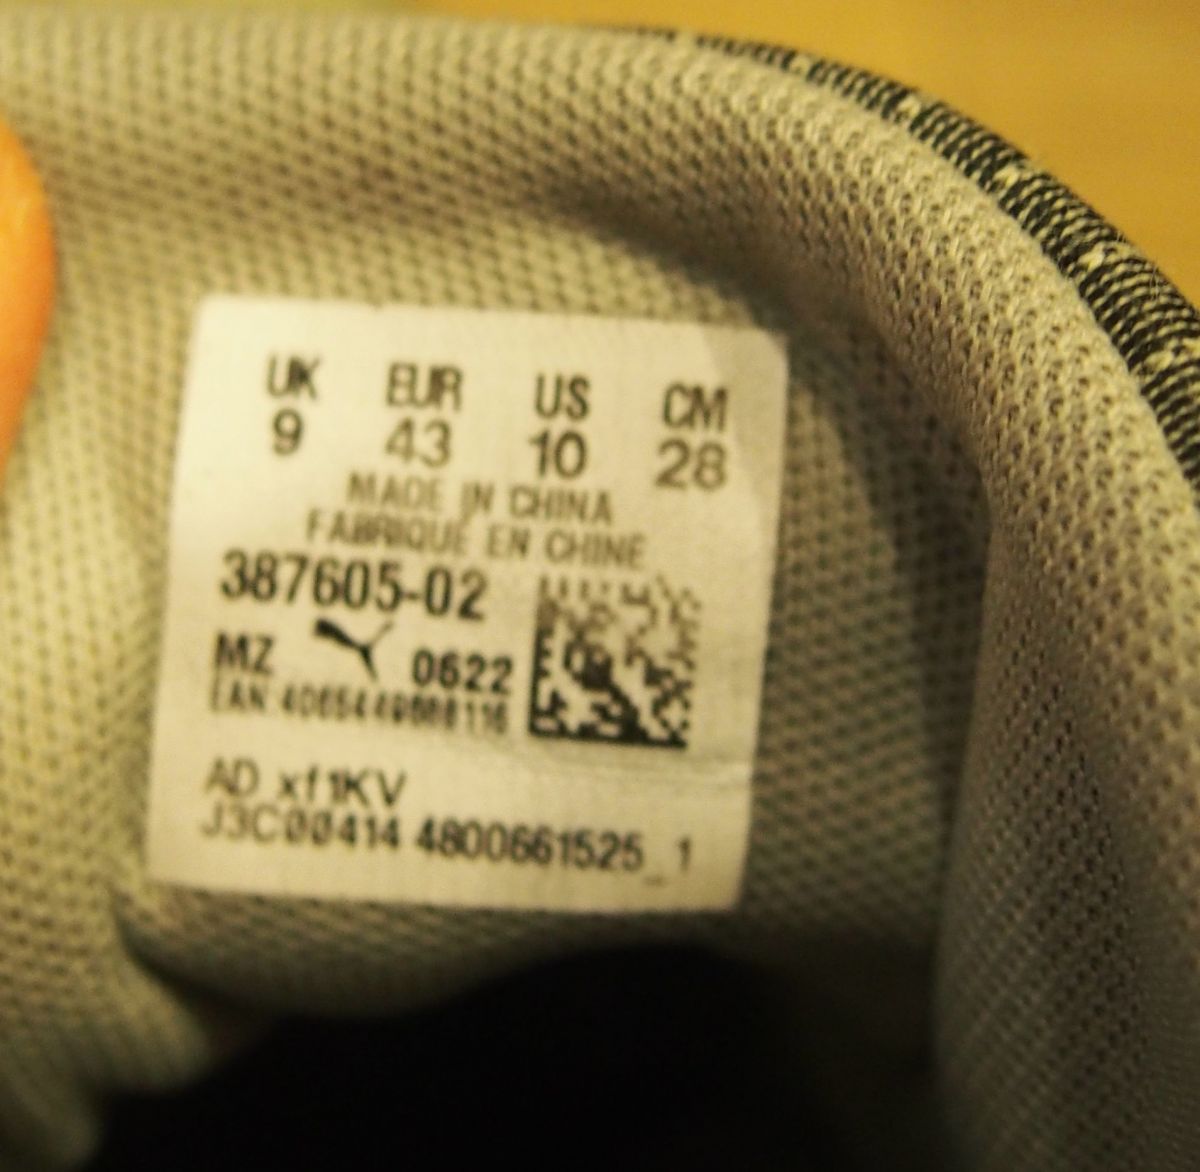 UK EUR US CM
9 43 10 28
MADE IN CHINA
FABRIQUE EN CHINE
387605-02
MZ 0622
EAN
AD xf1KV
J3C00414 4800661525_1